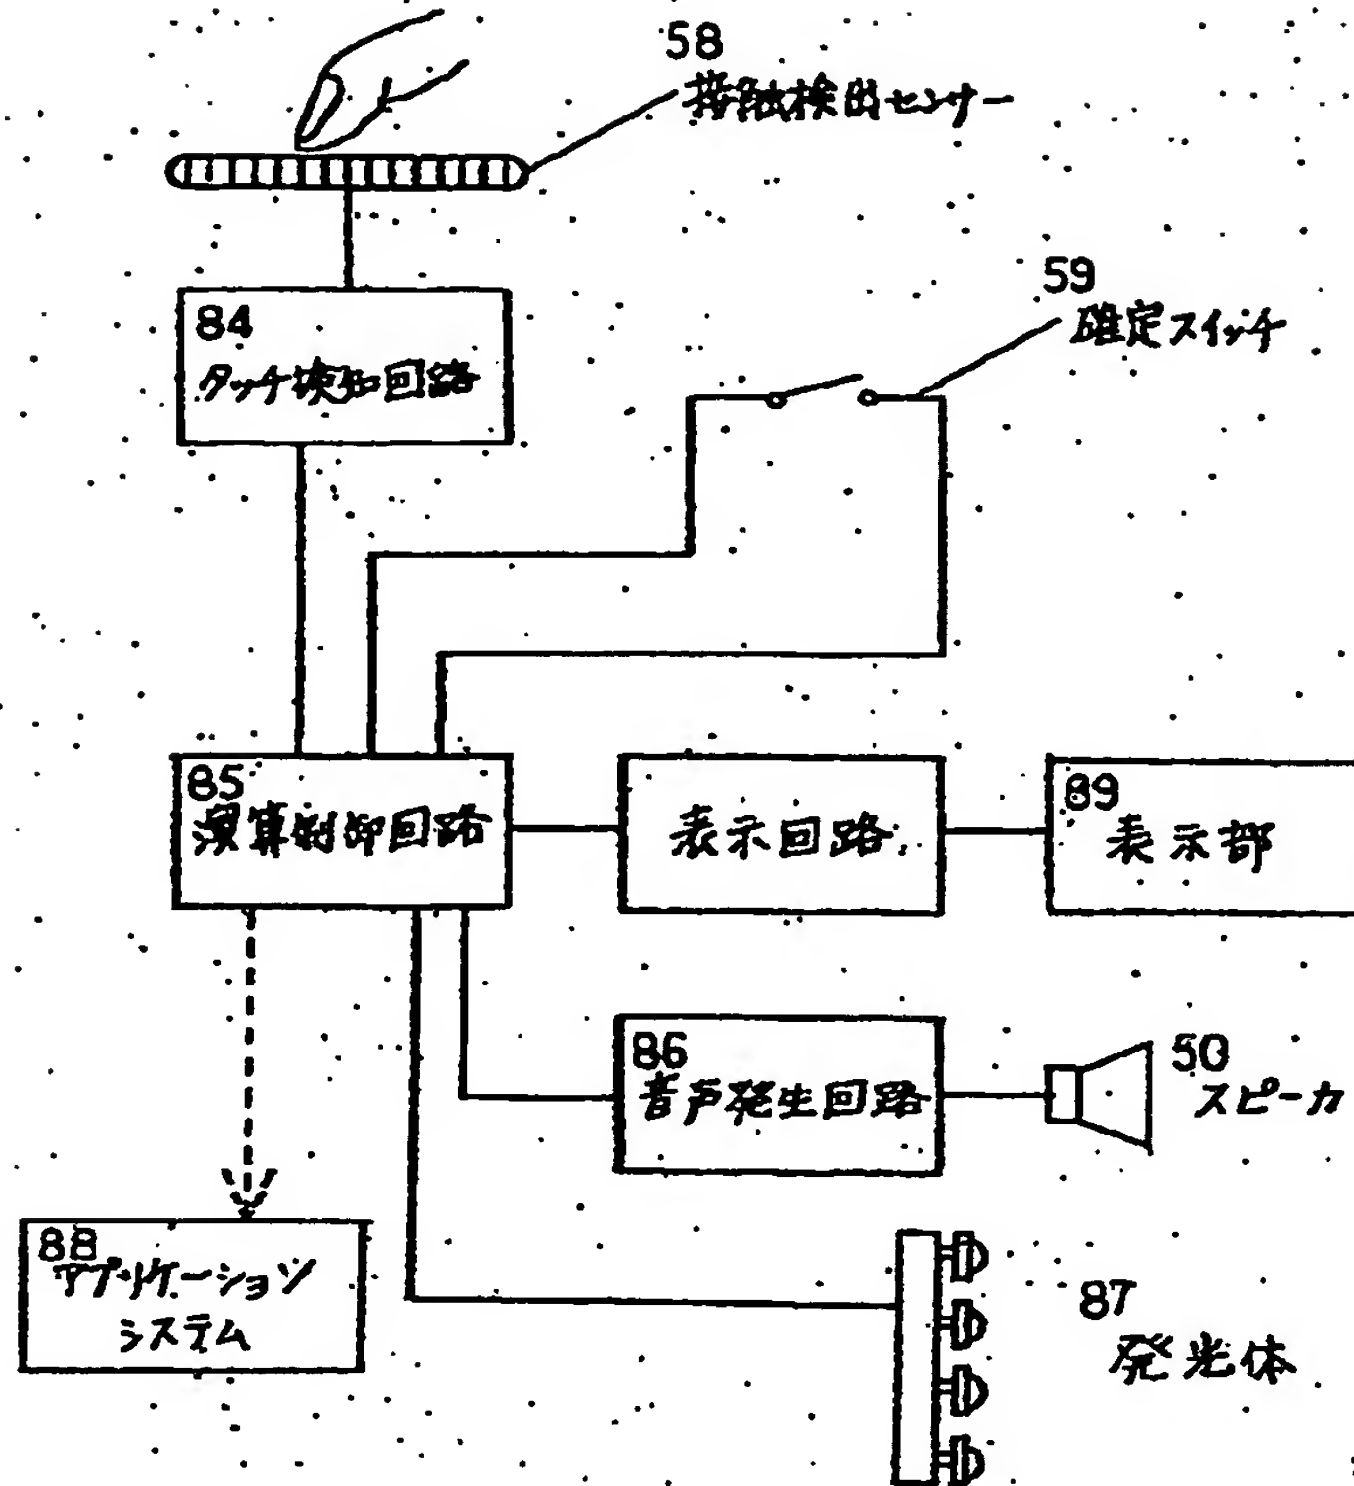 58
接触検出センサー
59
確定スイッチ
84
タッチ検知回路
85
演算制御回路
表示回路
89
表示部
86
音声発生回路
50
スピーカ
88
アプリケーション
システム
87
発光体